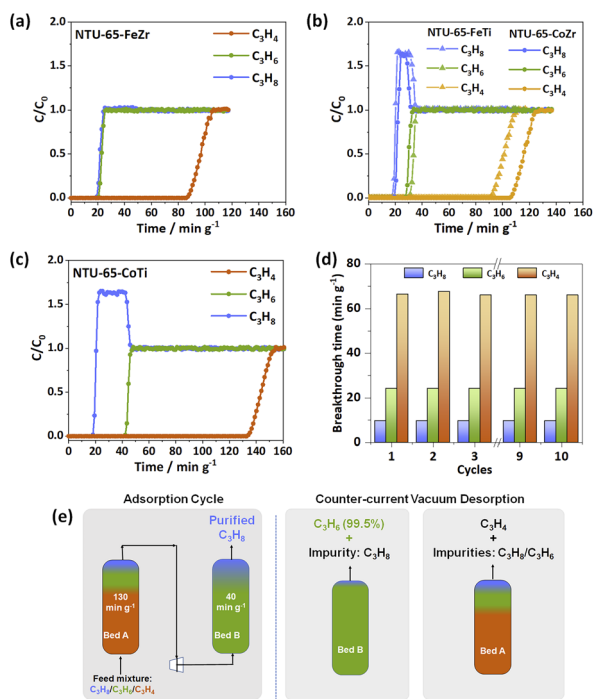 (a)
NTU-65-FeZr
C₃H₄
C₃H₆
C₃H₈
C/C₀
2.0
1.5
1.0
0.5
0.0
0 20 40 60 80 100 120 140 160
Time / min g⁻¹
(b)
NTU-65-FeTi NTU-65-CoZr
C₃H₈ C₃H₈
C₃H₆ C₃H₆
C₃H₄ C₃H₄
C/C₀
2.0
1.5
1.0
0.5
0.0
0 20 40 60 80 100 120 140 160
Time / min g⁻¹
(c)
NTU-65-CoTi
C₃H₄
C₃H₆
C₃H₈
C/C₀
2.0
1.5
1.0
0.5
0.0
0 20 40 60 80 100 120 140 160
Time / min g⁻¹
(d)
C₃H₈ C₃H₆ C₃H₄
Breakthrough time (min g⁻¹)
80
60
40
20
0
1 2 3 9 10
Cycles
(e)
Adsorption Cycle
Purified
C₃H₈
130
min g⁻¹
Bed A
40
min g⁻¹
Bed B
Feed mixture:
C₃H₈/C₃H₆/C₃H₄
Counter-current Vacuum Desorption
C₃H₆ (99.5%)
+
Impurity: C₃H₈
Bed B
C₃H₄
+
Impurities: C₃H₈/C₃H₆
Bed A